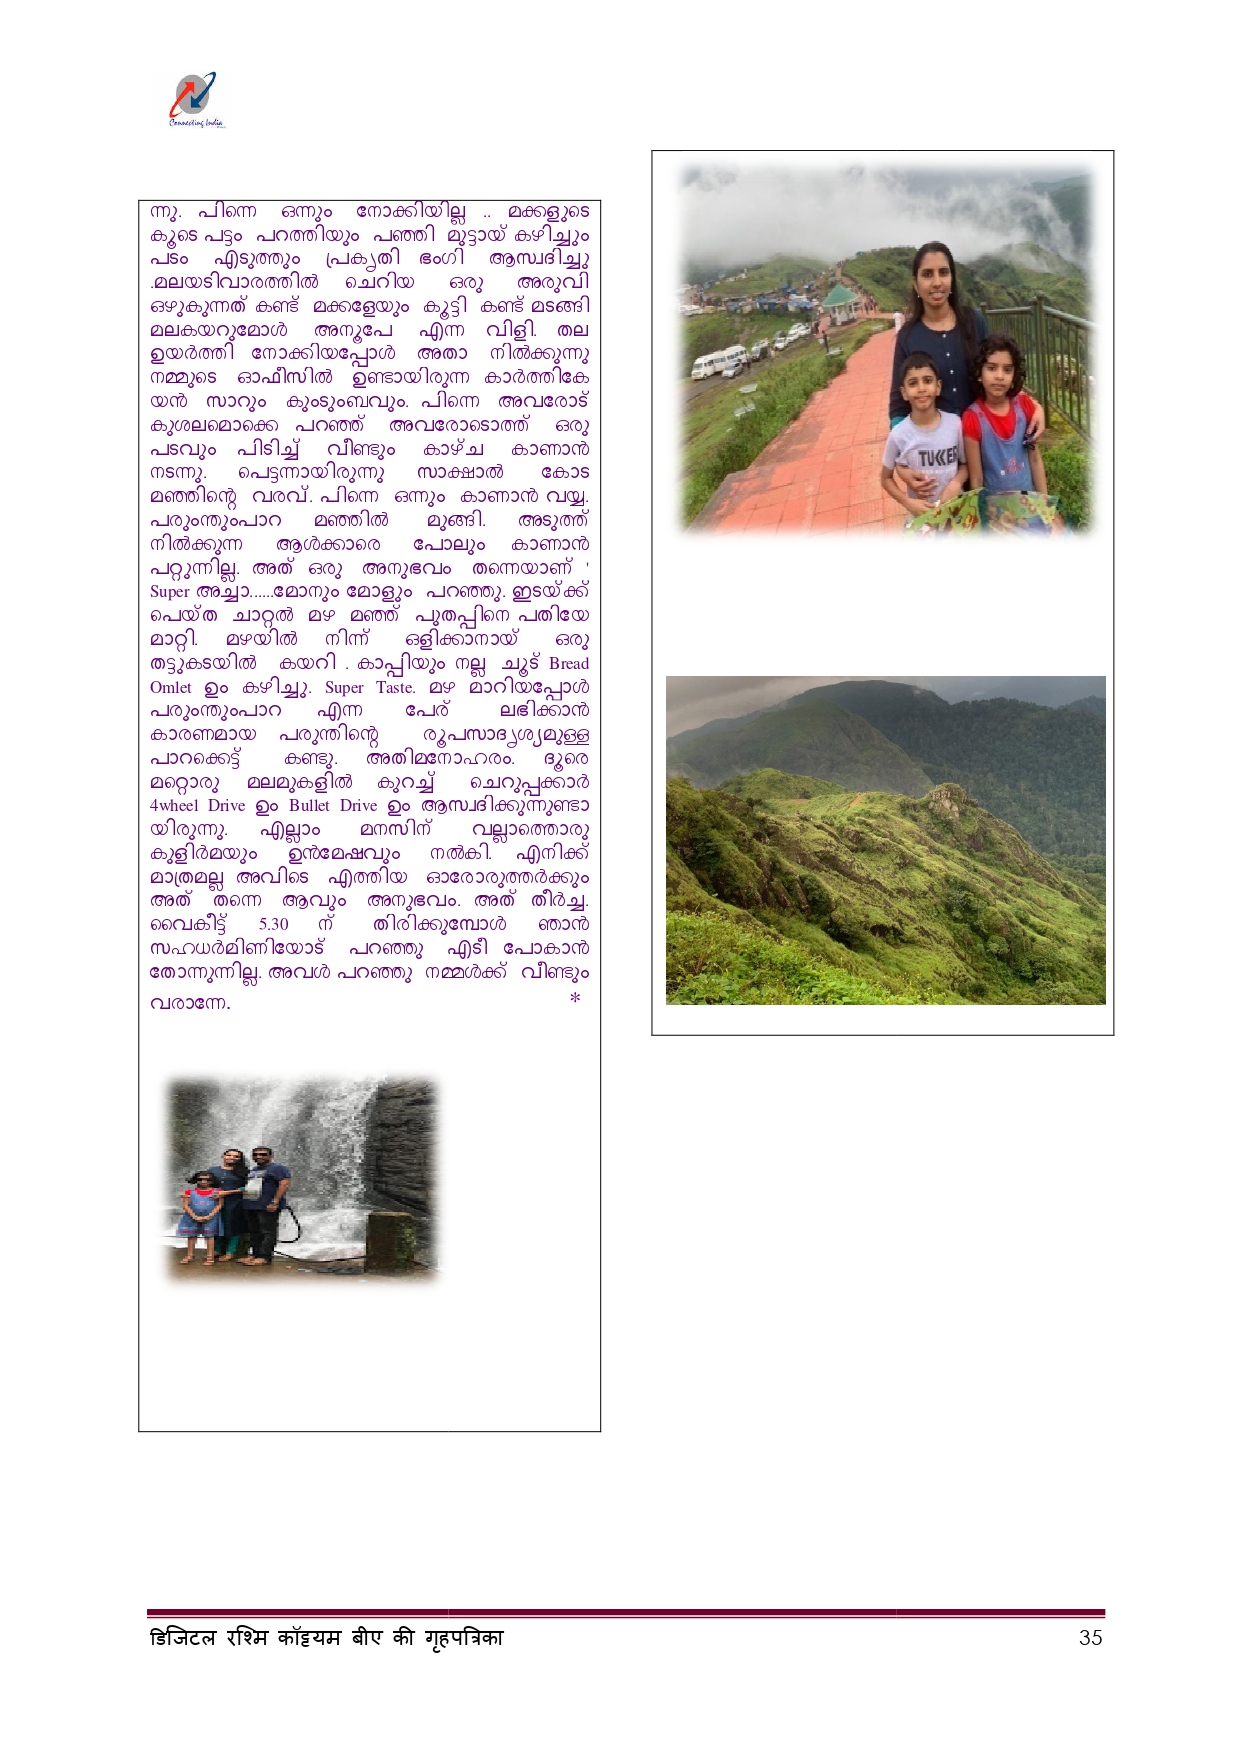 Connecting India
ന്നു. പിന്നെ ഒന്നും നോക്കിയില്ല .. മക്കളുടെ
കൂടെ പട്ടം പറത്തിയും പഞ്ഞി മുട്ടായ് കഴിച്ചും
പടം എടുത്തും പ്രകൃതി ഭംഗി ആസ്വദിച്ചു
.മലയടിവാരത്തിൽ ചെറിയ ഒരു അരുവി
ഒഴുകുന്നത് കണ്ട് മക്കളേയും കൂട്ടി കണ്ട് മടങ്ങി
മലകയറുമോൾ അനൂപേ എന്ന വിളി. തല
ഉയർത്തി നോക്കിയപ്പോൾ അതാ നിൽക്കുന്നു
നമ്മുടെ ഓഫീസിൽ ഉണ്ടായിരുന്ന കാർത്തികേ
യൻ സാറും കുംടുംബവും. പിന്നെ അവരോട്
കുശലമൊക്കെ പറഞ്ഞ് അവരോടൊത്ത് ഒരു
പടവും പിടിച്ച് വീണ്ടും കാഴ്ച കാണാൻ
നടന്നു. പെട്ടന്നായിരുന്നു സാക്ഷാൽ കോട
മഞ്ഞിന്റെ വരവ്. പിന്നെ ഒന്നും കാണാൻ വയ്യ.
പരുംന്തുംപാറ മഞ്ഞിൽ മുങ്ങി. അടുത്ത്
നിൽക്കുന്ന ആൾക്കാരെ പോലും കാണാൻ
പറ്റുന്നില്ല. അത് ഒരു അനുഭവം തന്നെയാണ് '
Super അച്ചാ......മോനും മോളും പറഞ്ഞു. ഇടയ്ക്ക്
പെയ്ത ചാറ്റൽ മഴ മഞ്ഞ് പുതപ്പിനെ പതിയേ
മാറ്റി. മഴയിൽ നിന്ന് ഒളിക്കാനായ് ഒരു
തട്ടുകടയിൽ കയറി . കാപ്പിയും നല്ല ചൂട് Bread
Omlet ഉം കഴിച്ചു. Super Taste. മഴ മാറിയപ്പോൾ
പരുംന്തുംപാറ എന്ന പേര് ലഭിക്കാൻ
കാരണമായ പരുന്തിന്റെ രൂപസാദൃശ്യമുള്ള
പാറക്കെട്ട് കണ്ടു. അതിമനോഹരം. ദൂരെ
മറ്റൊരു മലമുകളിൽ കുറച്ച് ചെറുപ്പക്കാർ
4wheel Drive ഉം Bullet Drive ഉം ആസ്വദിക്കുന്നുണ്ടാ
യിരുന്നു. എല്ലാം മനസിന് വല്ലാത്തൊരു
കുളിർമയും ഉൻമേഷവും നൽകി. എനിക്ക്
മാത്രമല്ല അവിടെ എത്തിയ ഓരോരുത്തർക്കും
അത് തന്നെ ആവും അനുഭവം. അത് തീർച്ച.
വൈകീട്ട് 5.30 ന് തിരിക്കുമ്പോൾ ഞാൻ
സഹധർമിണിയോട് പറഞ്ഞു എടീ പോകാൻ
തോന്നുന്നില്ല. അവൾ പറഞ്ഞു നമ്മൾക്ക് വീണ്ടും
വരാന്നേ. *
TUKKER
डिजिटल रश्मि कॉट्टयम बीए की गृहपत्रिका 35